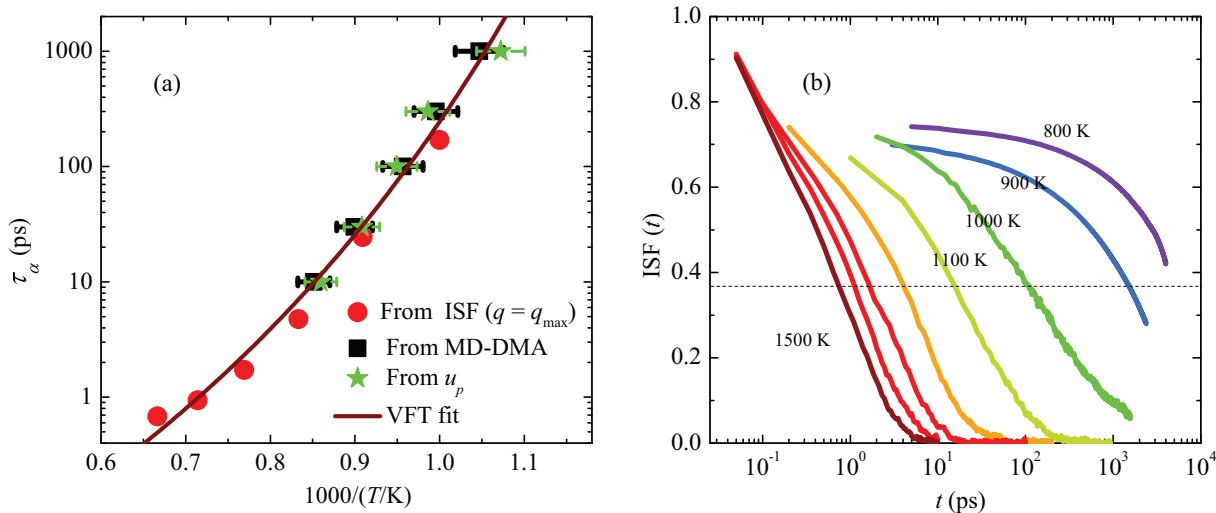 (a)
τα (ps)
1000
100
10
1
From ISF (q = qmax)
From MD-DMA
From up
VFT fit
0.6 0.7 0.8 0.9 1.0 1.1
1000/(T/K)
(b)
ISF (t)
1.0
0.8
0.6
0.4
0.2
0.0
800 K
900 K
1000 K
1100 K
1500 K
10⁻¹ 10⁰ 10¹ 10² 10³ 10⁴
t (ps)